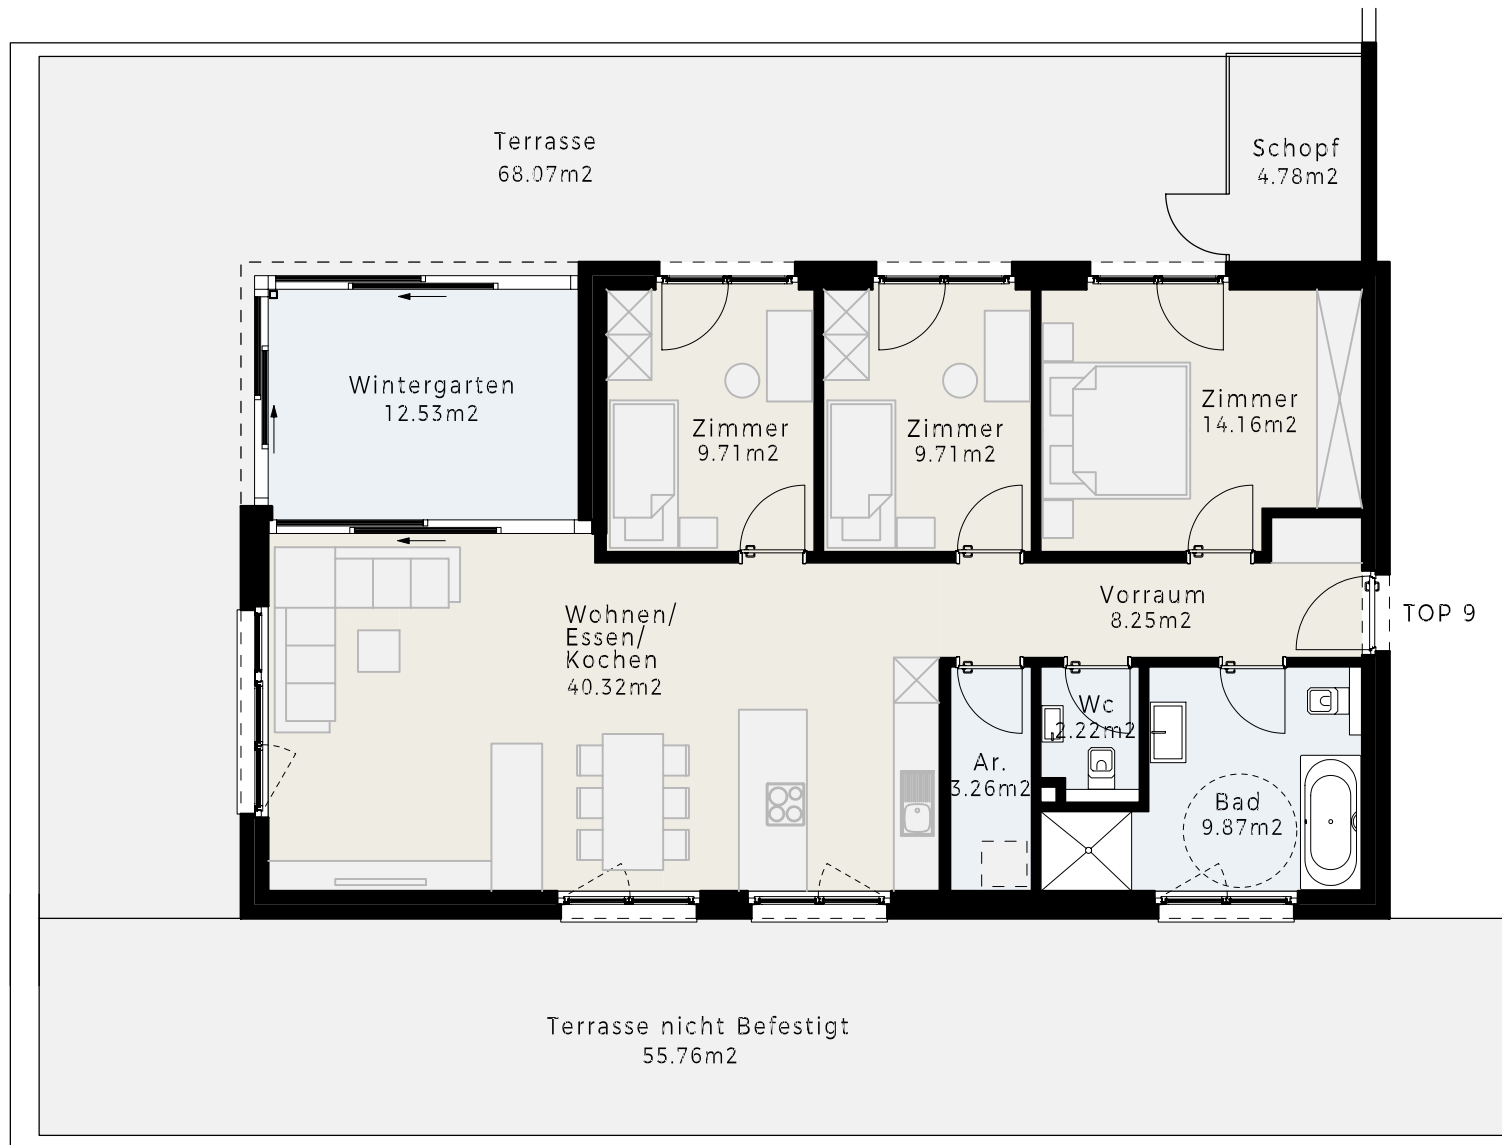 Terrasse
68.07m2
Schopf
4.78m2
Wintergarten
12.53m2
Zimmer
9.71m2
Zimmer
9.71m2
Zimmer
14.16m2
Wohnen/
Essen/
Kochen
40.32m2
Vorraum
8.25m2
TOP 9
Wc
2.22m2
Ar.
3.26m2
Bad
9.87m2
Terrasse nicht Befestigt
55.76m2